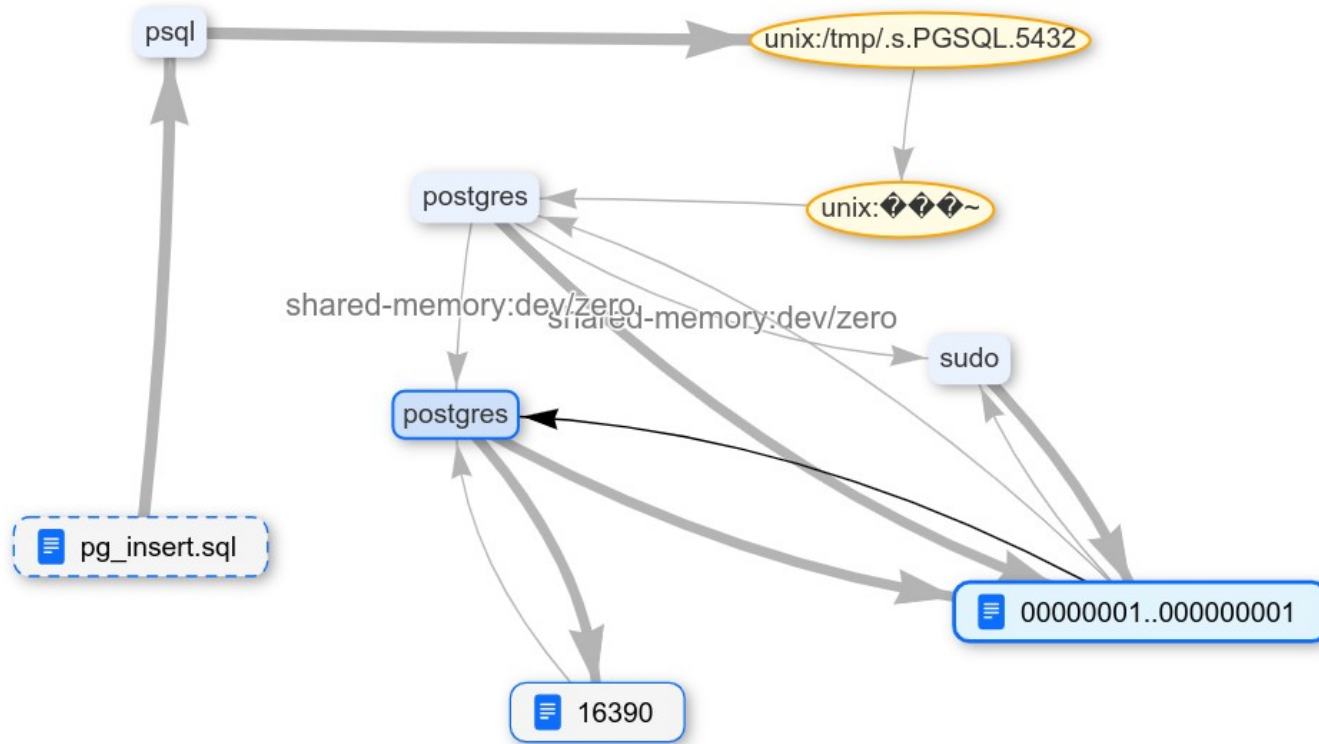 psql
unix:/tmp/.s.PGSQL.5432
postgres
unix:���~
shared-memory:dev/zero
shared-memory:dev/zero
sudo
postgres
pg_insert.sql
00000001..000000001
16390